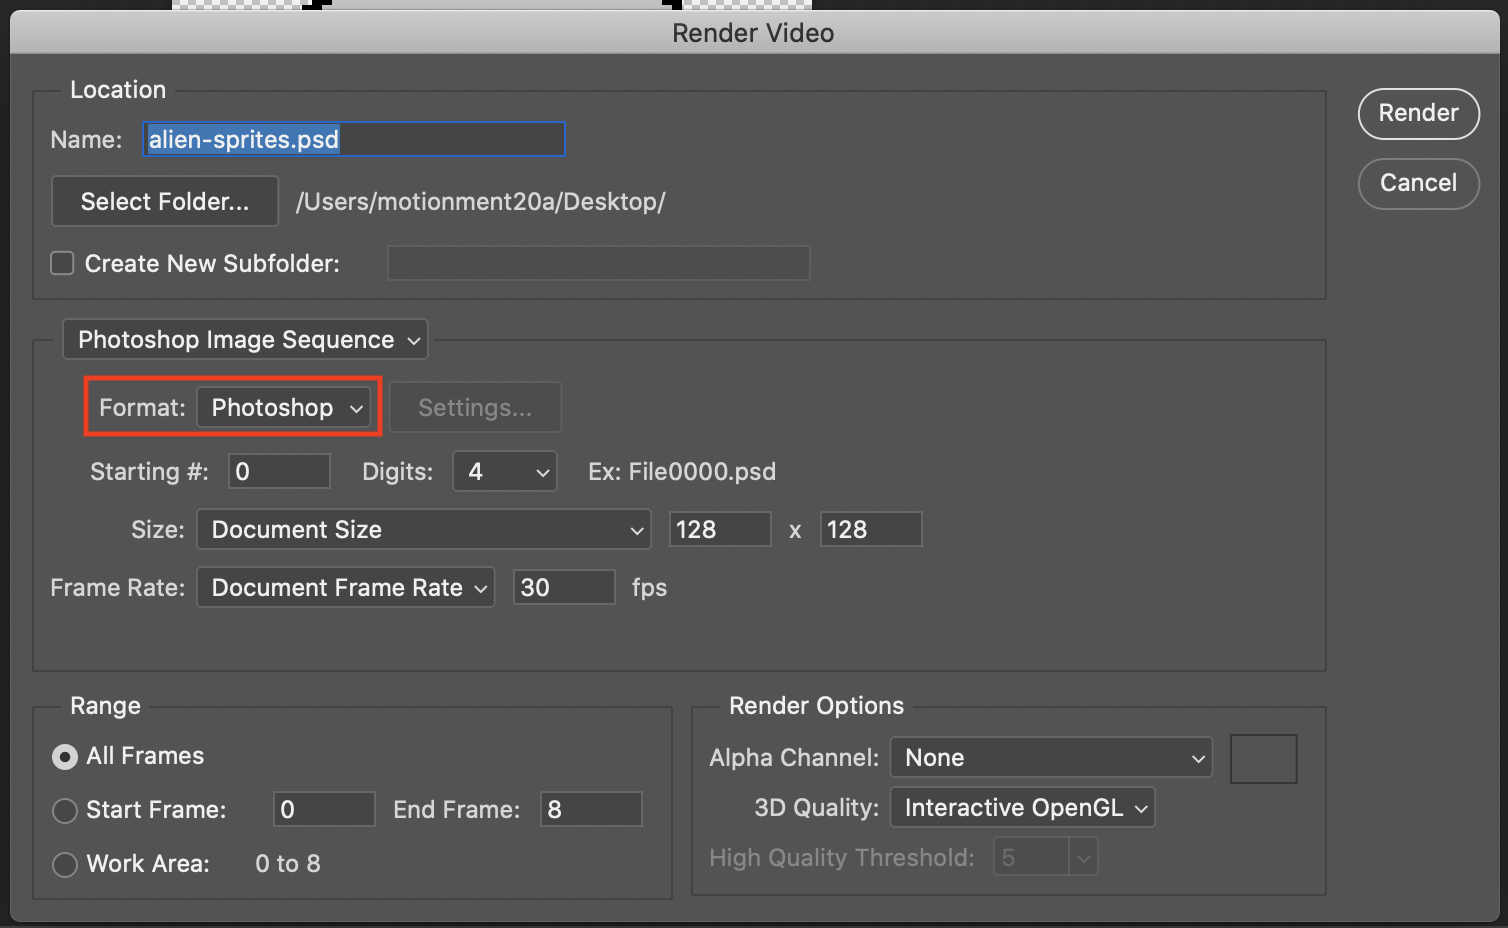 Render Video
Location
Name: alien-sprites.psd
Select Folder... /Users/motionment20a/Desktop/
Create New Subfolder:
Render
Cancel
Photoshop Image Sequence
Format: Photoshop Settings...
Starting #: 0 Digits: 4 Ex: File0000.psd
Size: Document Size 128 x 128
Frame Rate: Document Frame Rate 30 fps
Range
All Frames
Start Frame: 0 End Frame: 8
Work Area: 0 to 8
Render Options
Alpha Channel: None
3D Quality: Interactive OpenGL
High Quality Threshold: 5